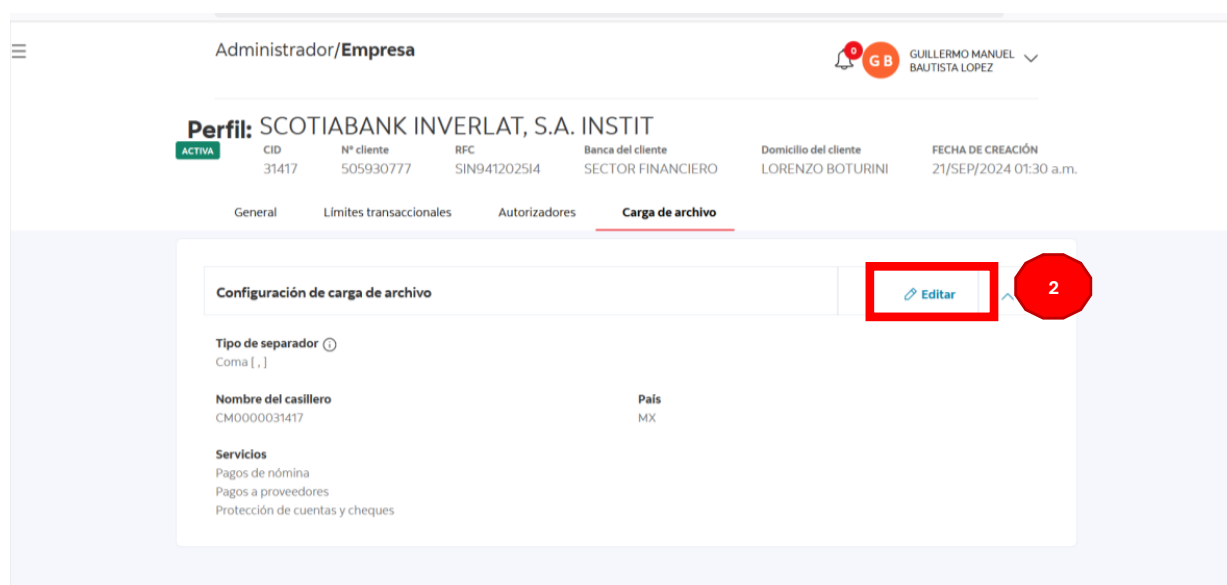 Administrador/Empresa
0
G B
GUILLERMO MANUEL
BAUTISTA LOPEZ
Perfil: SCOTIABANK INVERLAT, S.A. INSTIT
ACTIVA
CID N° cliente RFC Banca del cliente Domicilio del cliente FECHA DE CREACIÓN
31417 505930777 SIN9412025I4 SECTOR FINANCIERO LORENZO BOTURINI 21/SEP/2024 01:30 a.m.
General Límites transaccionales Autorizadores Carga de archivo
Configuración de carga de archivo Editar 2
Tipo de separador
Coma [ , ]
Nombre del casillero País
CM0000031417 MX
Servicios
Pagos de nómina
Pagos a proveedores
Protección de cuentas y cheques